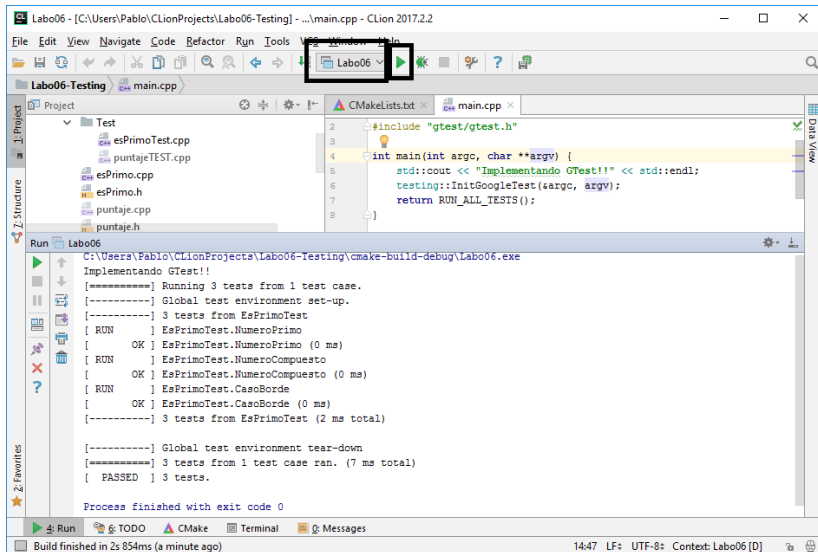 Labo06 - [C:\Users\Pablo\CLionProjects\Labo06-Testing] - ...\main.cpp - CLion 2017.2.2
File Edit View Navigate Code Refactor Run Tools VCS Window Help
Labo06
Labo06-Testing main.cpp
Project
CMakeLists.txt main.cpp
Test
esPrimoTest.cpp
puntajeTEST.cpp
esPrimo.cpp
esPrimo.h
puntaje.cpp
puntaje.h
2 #include "gtest/gtest.h"
3
4 int main(int argc, char **argv) {
5 std::cout << "Implementando GTest!!" << std::endl;
6 testing::InitGoogleTest(&argc, argv);
7 return RUN_ALL_TESTS();
8 }
1: Project
7: Structure
2: Favorites
Data View
Run Labo06
C:\Users\Pablo\CLionProjects\Labo06-Testing\cmake-build-debug\Labo06.exe
Implementando GTest!!
[==========] Running 3 tests from 1 test case.
[----------] Global test environment set-up.
[----------] 3 tests from EsPrimoTest
[ RUN      ] EsPrimoTest.NumeroPrimo
[       OK ] EsPrimoTest.NumeroPrimo (0 ms)
[ RUN      ] EsPrimoTest.NumeroCompuesto
[       OK ] EsPrimoTest.NumeroCompuesto (0 ms)
[ RUN      ] EsPrimoTest.CasoBorde
[       OK ] EsPrimoTest.CasoBorde (0 ms)
[----------] 3 tests from EsPrimoTest (2 ms total)
[----------] Global test environment tear-down
[==========] 3 tests from 1 test case ran. (7 ms total)
[  PASSED  ] 3 tests.
Process finished with exit code 0
4: Run 6: TODO CMake Terminal 0: Messages
Build finished in 2s 854ms (a minute ago) 14:47 LF÷ UTF-8÷ Context: Labo06 [D]